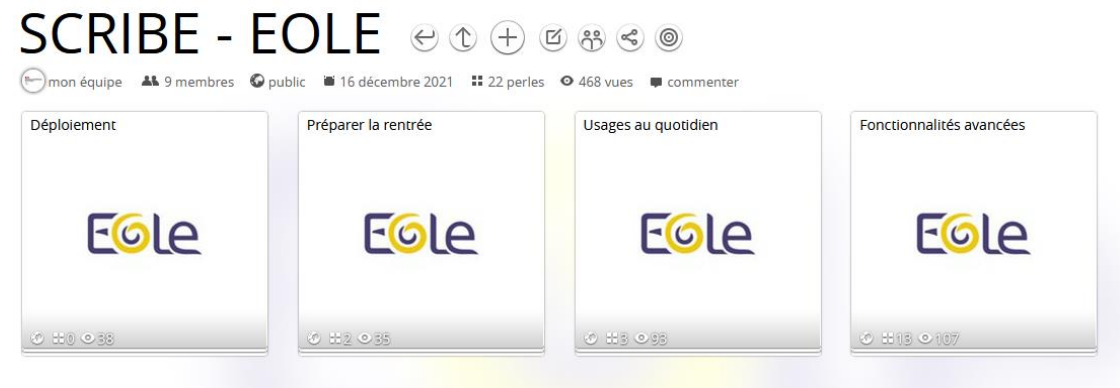 SCRIBE - EOLE
mon équipe 9 membres public 16 décembre 2021 22 perles 468 vues commenter
Déploiement Préparer la rentrée Usages au quotidien Fonctionnalités avancées
Eole Eole Eole Eole
0 38 2 35 3 93 13 107